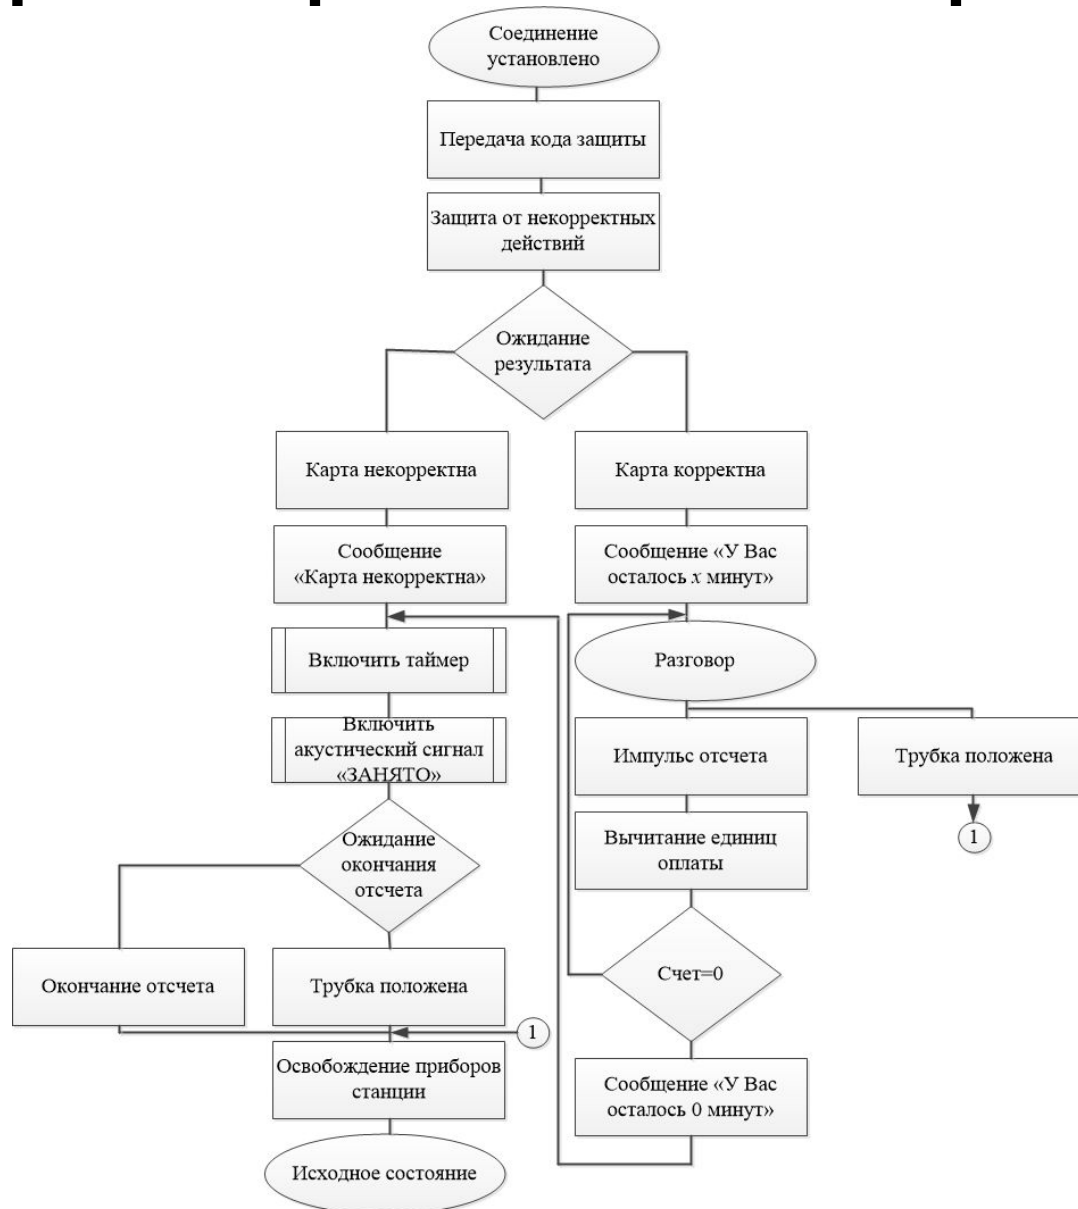 Соединение
установлено
Передача кода защиты
Защита от некорректных
действий
Ожидание
результата
Карта некорректна
Карта корректна
Сообщение
«Карта некорректна»
Сообщение «У Вас
осталось x минут»
Включить таймер
Разговор
Включить
акустический сигнал
«ЗАНЯТО»
Импульс отсчета
Трубка положена
1
Вычитание единиц
оплаты
Ожидание
окончания
отсчета
Счет=0
Окончание отсчета
Трубка положена
1
Освобождение приборов
станции
Сообщение «У Вас
осталось 0 минут»
Исходное состояние